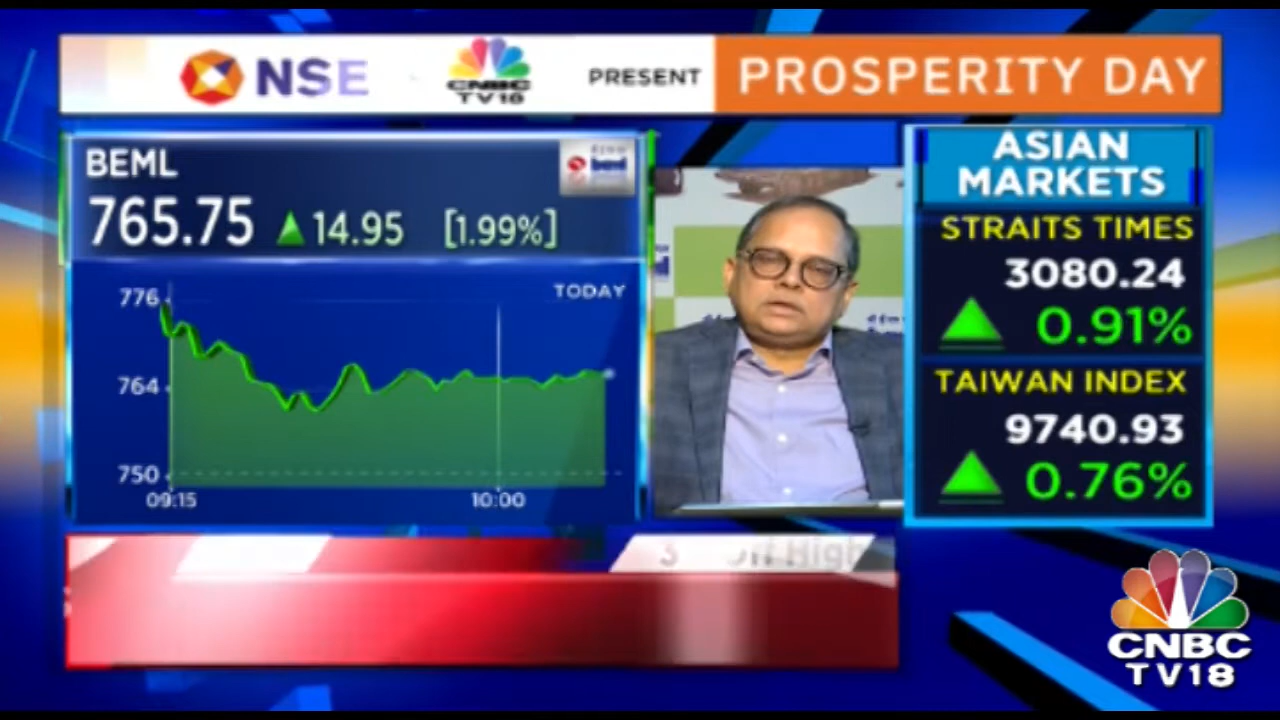 NSE
CNBC
TV18
PRESENT
PROSPERITY DAY
BEML
765.75 ▲ 14.95 [1.99%]
TODAY
776
764
750
09:15
10:00
ASIAN
MARKETS
STRAITS TIMES
3080.24
▲ 0.91%
TAIWAN INDEX
9740.93
▲ 0.76%
High
CNBC
TV18